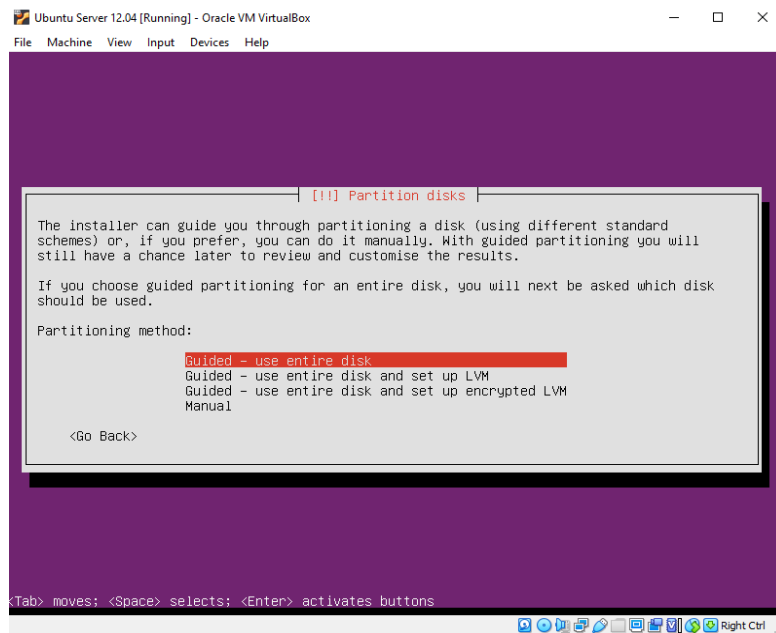 Ubuntu Server 12.04 [Running] - Oracle VM VirtualBox
File Machine View Input Devices Help
[!!] Partition disks
The installer can guide you through partitioning a disk (using different standard
schemes) or, if you prefer, you can do it manually. With guided partitioning you will
still have a chance later to review and customise the results.
If you choose guided partitioning for an entire disk, you will next be asked which disk
should be used.
Partitioning method:
Guided - use entire disk
Guided - use entire disk and set up LVM
Guided - use entire disk and set up encrypted LVM
Manual
<Go Back>
<Tab> moves; <Space> selects; <Enter> activates buttons
Right Ctrl